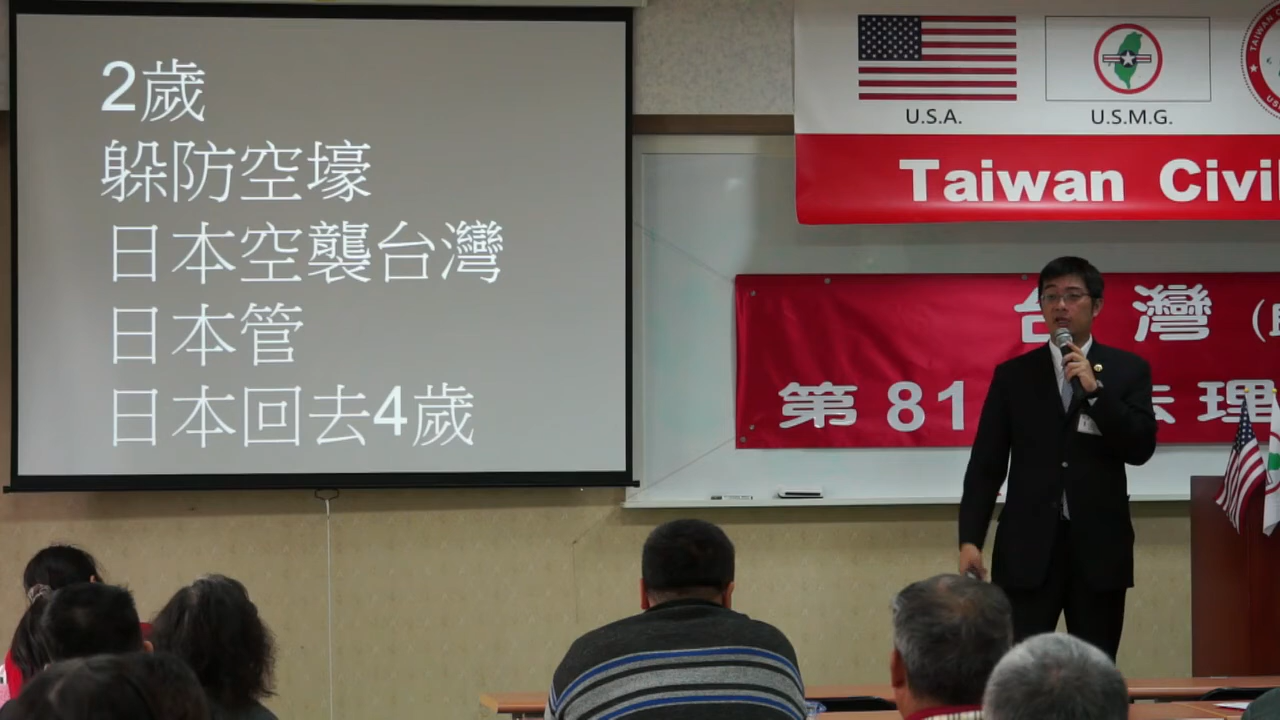 2歲
躲防空壕
日本空襲台灣
日本管
日本回去4歲
U.S.A.
U.S.M.G.
TAIWAN
Taiwan Civil
台灣
第 81
理